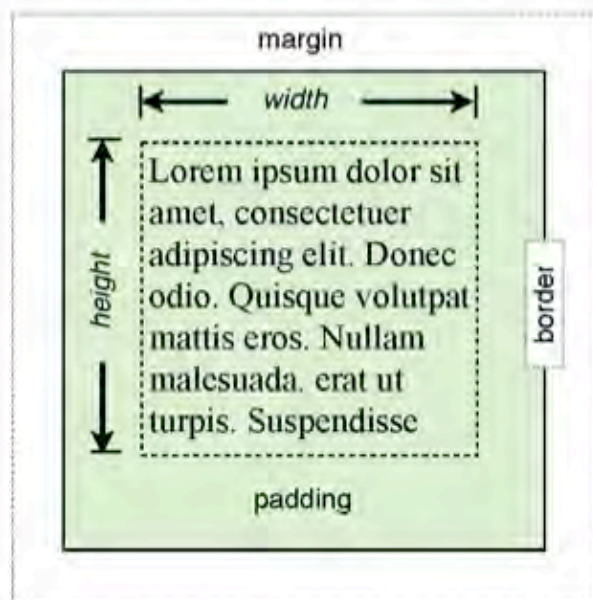 margin
width
height
Lorem ipsum dolor sit
amet, consectetuer
adipiscing elit. Donec
odio. Quisque volutpat
mattis eros. Nullam
malesuada. erat ut
turpis. Suspendisse
border
padding